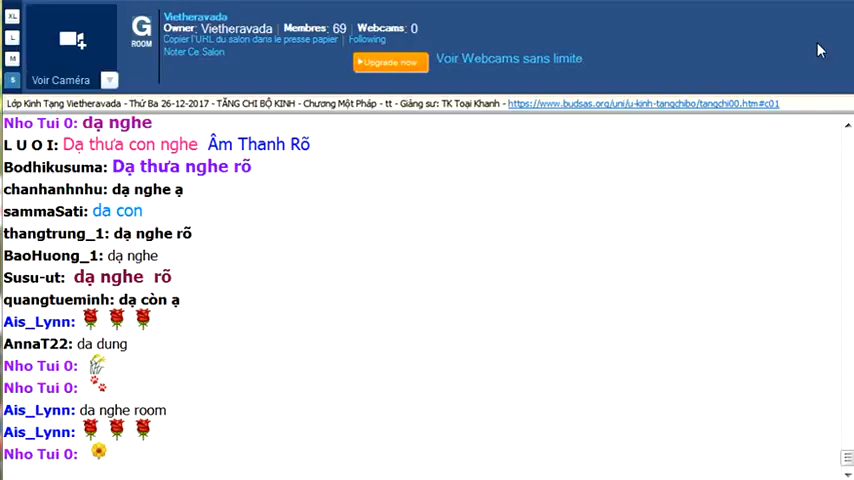 XL
L
M
S
Voir Caméra
G
ROOM
Vietheravada
Owner: Vietheravada | Membres: 69 | Webcams: 0
Copier l'URL du salon dans le presse papier | Following
Noter Ce Salon
Upgrade now
Voir Webcams sans limite
Lớp Kinh Tạng Vietheravada - Thứ Ba 26-12-2017 - TĂNG CHI BỘ KINH - Chương Một Pháp - tt - Giảng sư: TK Toại Khanh - https://www.budsas.org/uni/u-kinh-tangchibo/tangchi00.htm#c01
Nho Tui 0: dạ nghe
L U O I: Dạ thưa con nghe Âm Thanh Rõ
Bodhikusuma: Dạ thưa nghe rõ
chanhanhnhu: dạ nghe ạ
sammaSati: da con
thangtrung_1: dạ nghe rõ
BaoHuong_1: dạ nghe
Susu-ut: dạ nghe rõ
quangtueminh: dạ còn ạ
Ais_Lynn:
AnnaT22: da dung
Nho Tui 0:
Nho Tui 0:
Ais_Lynn: da nghe room
Ais_Lynn:
Nho Tui 0: